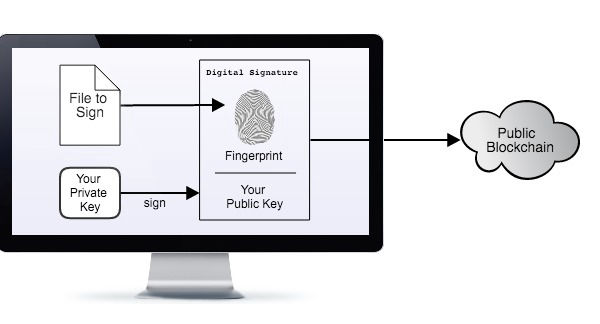 File to
Sign
Digital Signature
Fingerprint
Your
Private
Key
sign
Your
Public Key
Public
Blockchain